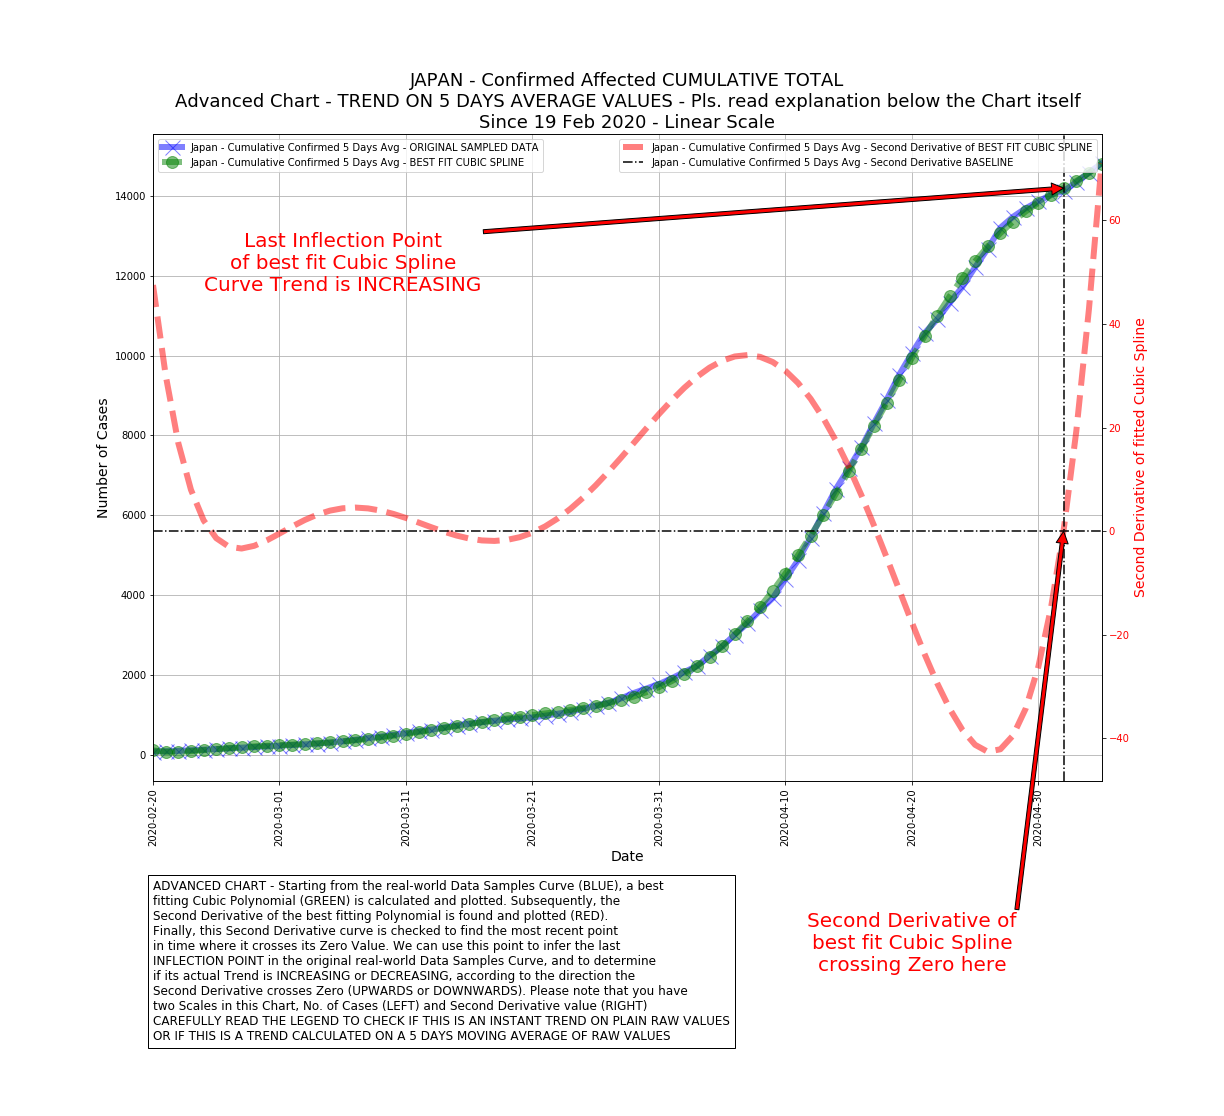 JAPAN - Confirmed Affected CUMULATIVE TOTAL
Advanced Chart - TREND ON 5 DAYS AVERAGE VALUES - Pls. read explanation below the Chart itself
Since 19 Feb 2020 - Linear Scale
Japan - Cumulative Confirmed 5 Days Avg - ORIGINAL SAMPLED DATA
Japan - Cumulative Confirmed 5 Days Avg - BEST FIT CUBIC SPLINE
Japan - Cumulative Confirmed 5 Days Avg - Second Derivative of BEST FIT CUBIC SPLINE
Japan - Cumulative Confirmed 5 Days Avg - Second Derivative BASELINE
Last Inflection Point
of best fit Cubic Spline
Curve Trend is INCREASING
Number of Cases
14000
12000
10000
8000
6000
4000
2000
0
60
40
20
0
−20
−40
Second Derivative of fitted Cubic Spline
2020-02-20
2020-03-01
2020-03-11
2020-03-21
2020-03-31
2020-04-10
2020-04-20
2020-04-30
Date
ADVANCED CHART - Starting from the real-world Data Samples Curve (BLUE), a best
fitting Cubic Polynomial (GREEN) is calculated and plotted. Subsequently, the
Second Derivative of the best fitting Polynomial is found and plotted (RED).
Finally, this Second Derivative curve is checked to find the most recent point
in time where it crosses its Zero Value. We can use this point to infer the last
INFLECTION POINT in the original real-world Data Samples Curve, and to determine
if its actual Trend is INCREASING or DECREASING, according to the direction the
Second Derivative crosses Zero (UPWARDS or DOWNWARDS). Please note that you have
two Scales in this Chart, No. of Cases (LEFT) and Second Derivative value (RIGHT)
CAREFULLY READ THE LEGEND TO CHECK IF THIS IS AN INSTANT TREND ON PLAIN RAW VALUES
OR IF THIS IS A TREND CALCULATED ON A 5 DAYS MOVING AVERAGE OF RAW VALUES
Second Derivative of
best fit Cubic Spline
crossing Zero here